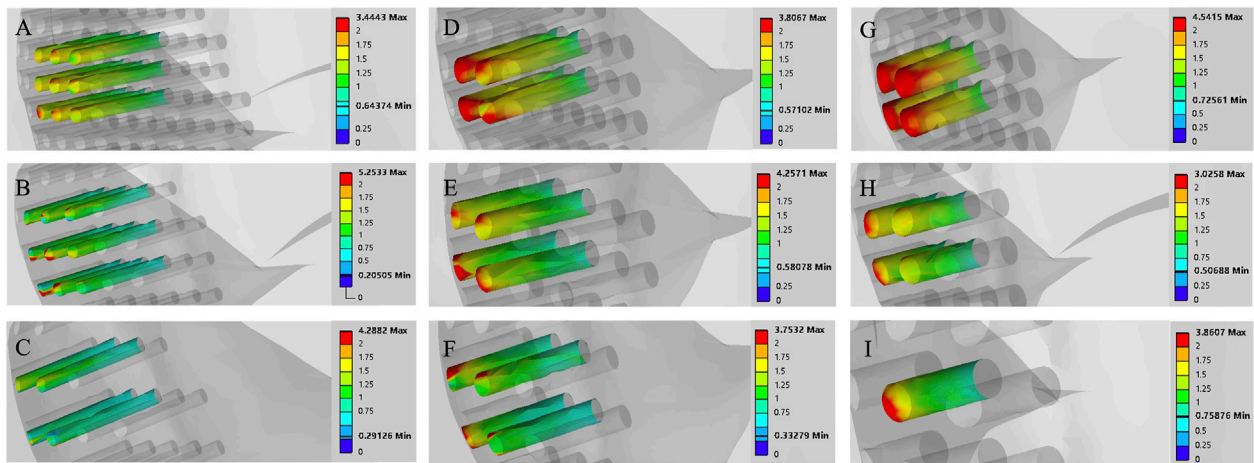 A
3.4443 Max
2
1.75
1.5
1.25
1
0.64374 Min
0.5
0.25
0
D
3.8067 Max
2
1.75
1.5
1.25
1
0.57102 Min
0.25
0
G
4.5415 Max
2
1.75
1.5
1.25
1
0.72561 Min
0.5
0.25
0
B
5.2533 Max
2
1.75
1.5
1.25
1
0.75
0.5
0.20505 Min
0
E
4.2571 Max
2
1.75
1.5
1.25
1
0.58078 Min
0.25
0
H
3.0258 Max
2
1.75
1.5
1.25
1
0.75
0.50688 Min
0.25
0
C
4.2882 Max
2
1.75
1.5
1.25
1
0.75
0.29126 Min
0
F
3.7532 Max
2
1.75
1.5
1.25
1
0.75
0.33279 Min
0
I
3.8607 Max
2
1.75
1.5
1.25
1
0.75876 Min
0.5
0.25
0